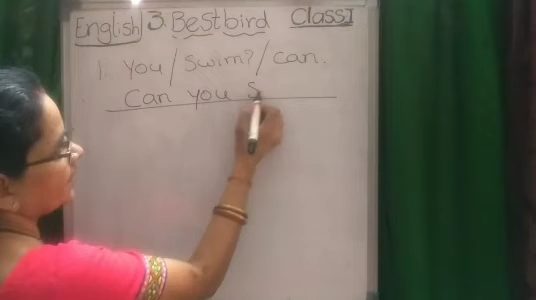 English 3. Best bird Class I
1. You / Swim? / can.
Can you S